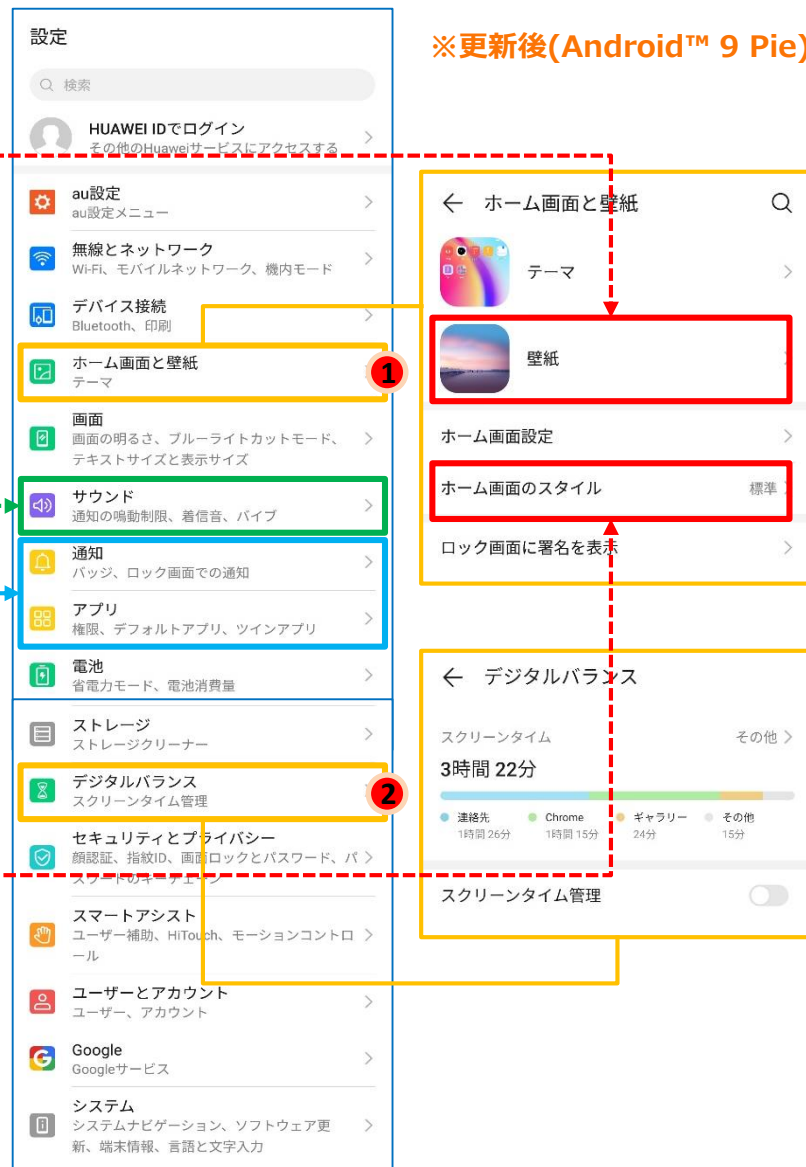 設定
検索
HUAWEI IDでログイン
その他のHuaweiサービスにアクセスする
au設定
au設定メニュー
無線とネットワーク
Wi-Fi、モバイルネットワーク、機内モード
デバイス接続
Bluetooth、印刷
ホーム画面と壁紙
テーマ
1
画面
画面の明るさ、ブルーライトカットモード、
テキストサイズと表示サイズ
サウンド
通知の鳴動制限、着信音、バイブ
通知
バッジ、ロック画面での通知
アプリ
権限、デフォルトアプリ、ツインアプリ
電池
省電力モード、電池消費量
ストレージ
ストレージクリーナー
デジタルバランス
スクリーンタイム管理
2
セキュリティとプライバシー
顔認証、指紋ID、画面ロックとパスワード、パ
スワードのキーチェーン
スマートアシスト
ユーザー補助、HiTouch、モーションコントロ
ール
ユーザーとアカウント
ユーザー、アカウント
Google
Googleサービス
システム
システムナビゲーション、ソフトウェア更
新、端末情報、言語と文字入力
※更新後(Android™ 9 Pie)
ホーム画面と壁紙
テーマ
壁紙
ホーム画面設定
ホーム画面のスタイル 標準
ロック画面に署名を表示
デジタルバランス
スクリーンタイム その他
3時間 22分
連絡先 Chrome ギャラリー その他
1時間 26分 1時間 15分 24分 15分
スクリーンタイム管理